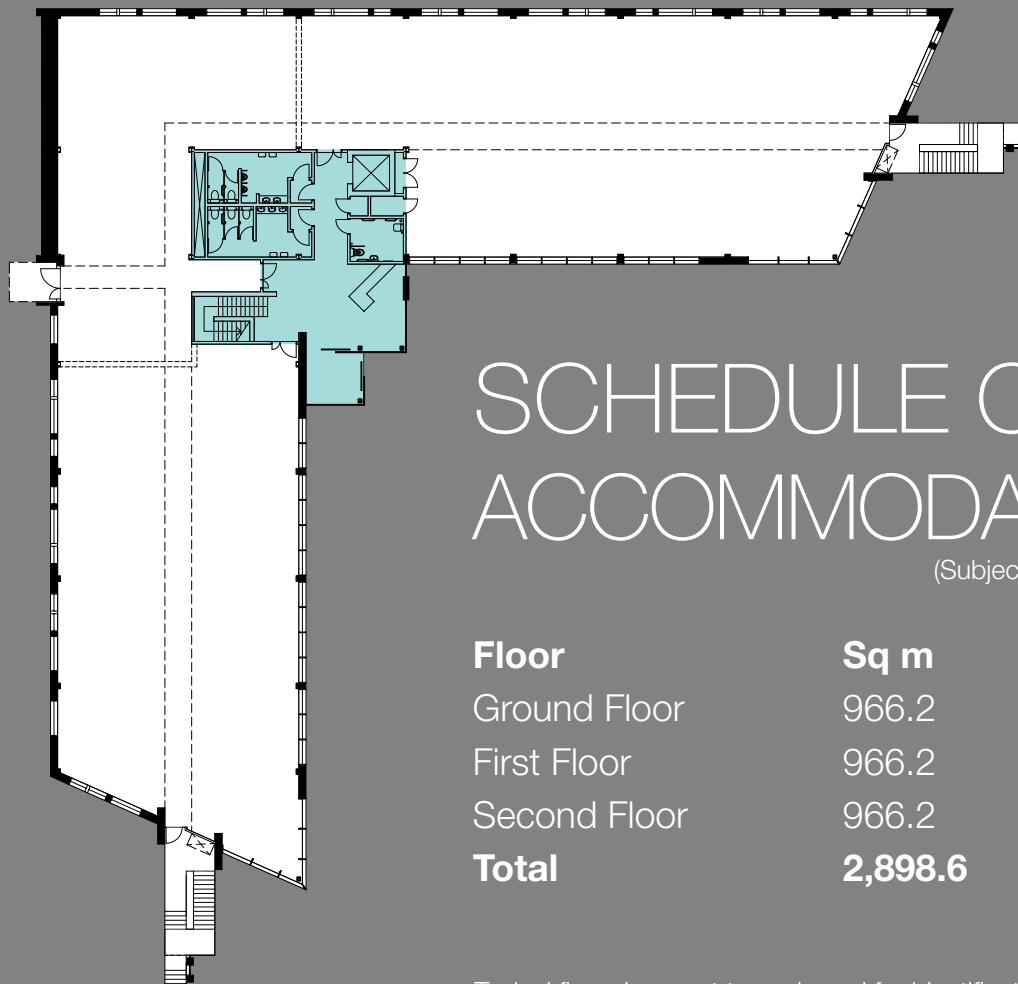 SCHEDULE
ACCOMMODA
(Subjec
Floor Sq m
Ground Floor 966.2
First Floor 966.2
Second Floor 966.2
Total 2,898.6